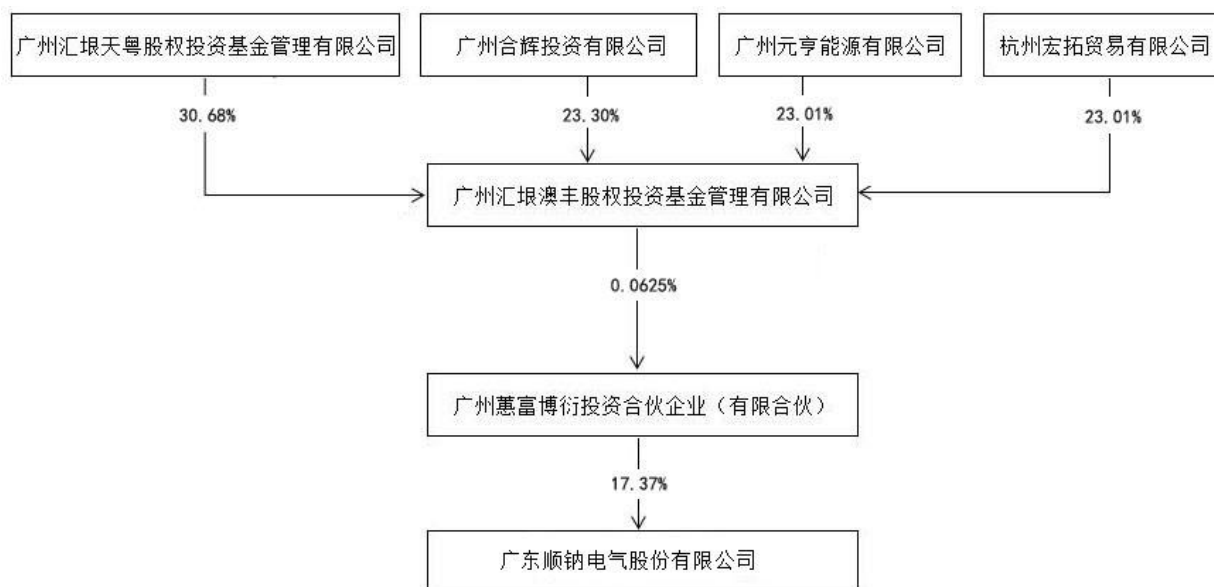 广州汇垠天粤股权投资基金管理有限公司
广州合辉投资有限公司
广州元亨能源有限公司
杭州宏拓贸易有限公司
30.68%
23.30%
23.01%
23.01%
广州汇垠澳丰股权投资基金管理有限公司
0.0625%
广州蕙富博衍投资合伙企业（有限合伙）
17.37%
广东顺钠电气股份有限公司